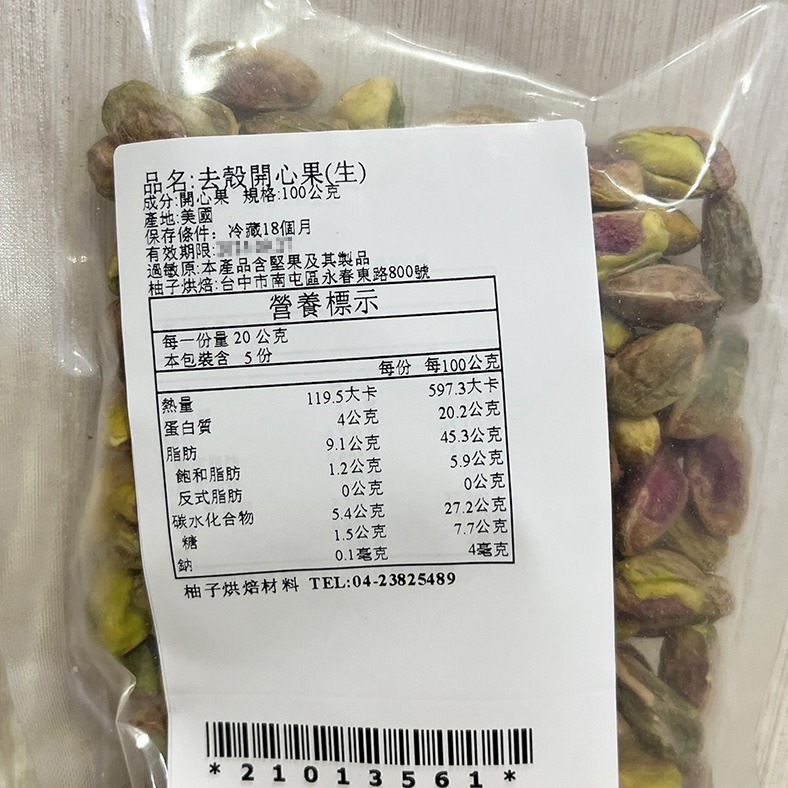 品名:去殼開心果(生)
成分:開心果 規格:100公克
產地:美國
保存條件: 冷藏18個月
有效期限:
過敏原:本產品含堅果及其製品
柚子烘焙:台中市南屯區永春東路800號
營養標示
每一份量 20 公克
本包裝含 5 份
每份 每100公克
熱量 119.5大卡 597.3大卡
蛋白質 4公克 20.2公克
脂肪 9.1公克 45.3公克
飽和脂肪 1.2公克 5.9公克
反式脂肪 0公克 0公克
碳水化合物 5.4公克 27.2公克
糖 1.5公克 7.7公克
鈉 0.1毫克 4毫克
柚子烘焙材料 TEL:04-23825489
*21013561*